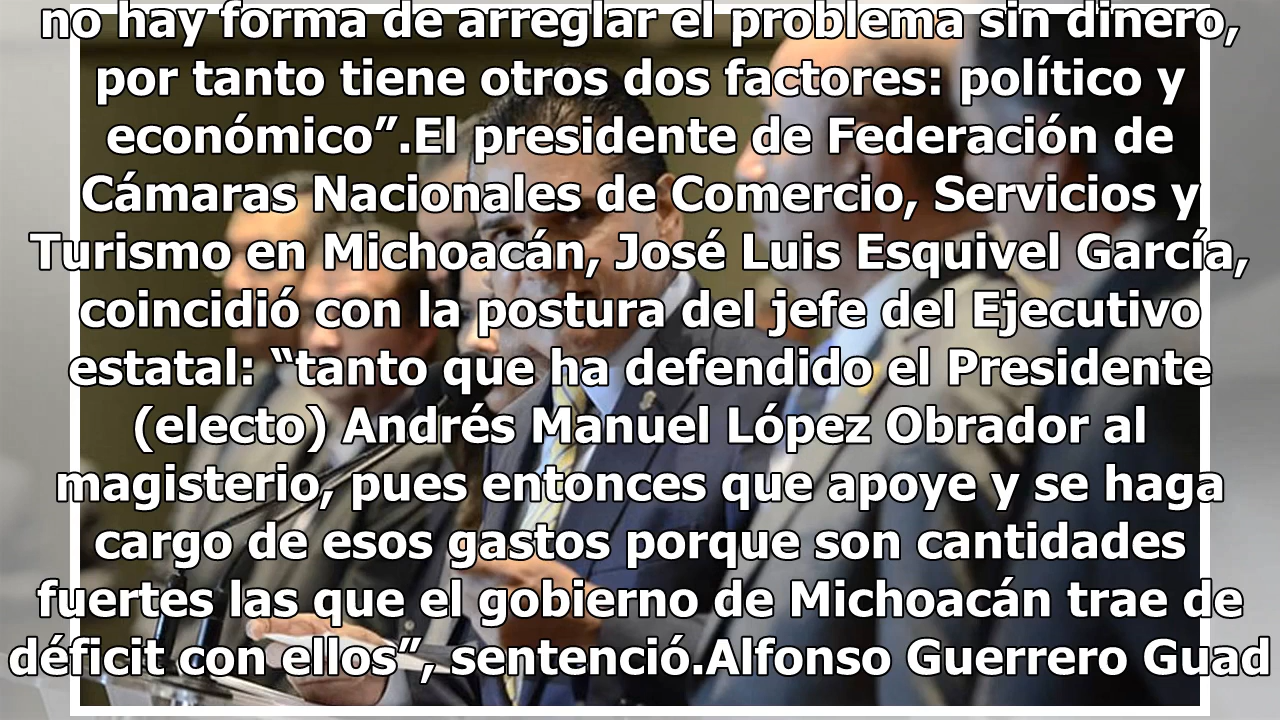 no hay forma de arreglar el problema sin dinero,
por tanto tiene otros dos factores: político y
económico”.El presidente de Federación de
Cámaras Nacionales de Comercio, Servicios y
Turismo en Michoacán, José Luis Esquivel García,
coincidió con la postura del jefe del Ejecutivo
estatal: “tanto que ha defendido el Presidente
(electo) Andrés Manuel López Obrador al
magisterio, pues entonces que apoye y se haga
cargo de esos gastos porque son cantidades
fuertes las que el gobierno de Michoacán trae de
déficit con ellos”, sentenció.Alfonso Guerrero Guad